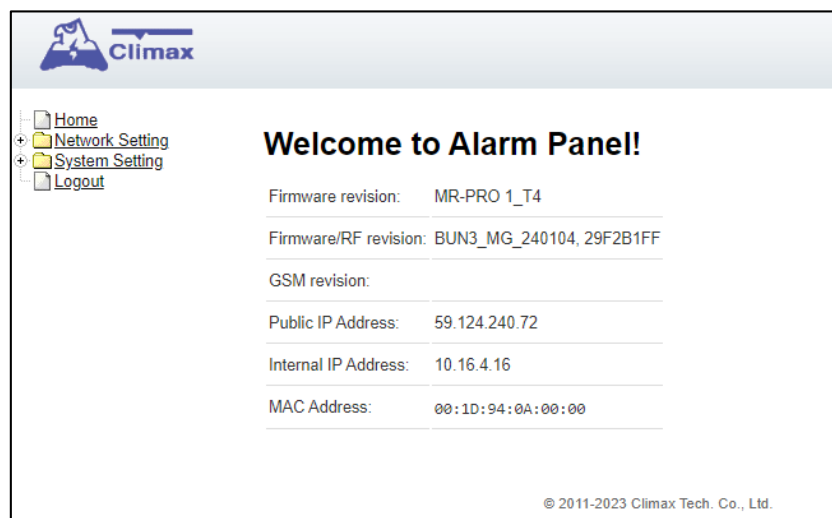 Climax
Home
Network Setting
System Setting
Logout
Welcome to Alarm Panel!
Firmware revision: MR-PRO 1_T4
Firmware/RF revision: BUN3_MG_240104, 29F2B1FF
GSM revision:
Public IP Address: 59.124.240.72
Internal IP Address: 10.16.4.16
MAC Address: 00:1D:94:0A:00:00
© 2011-2023 Climax Tech. Co., Ltd.